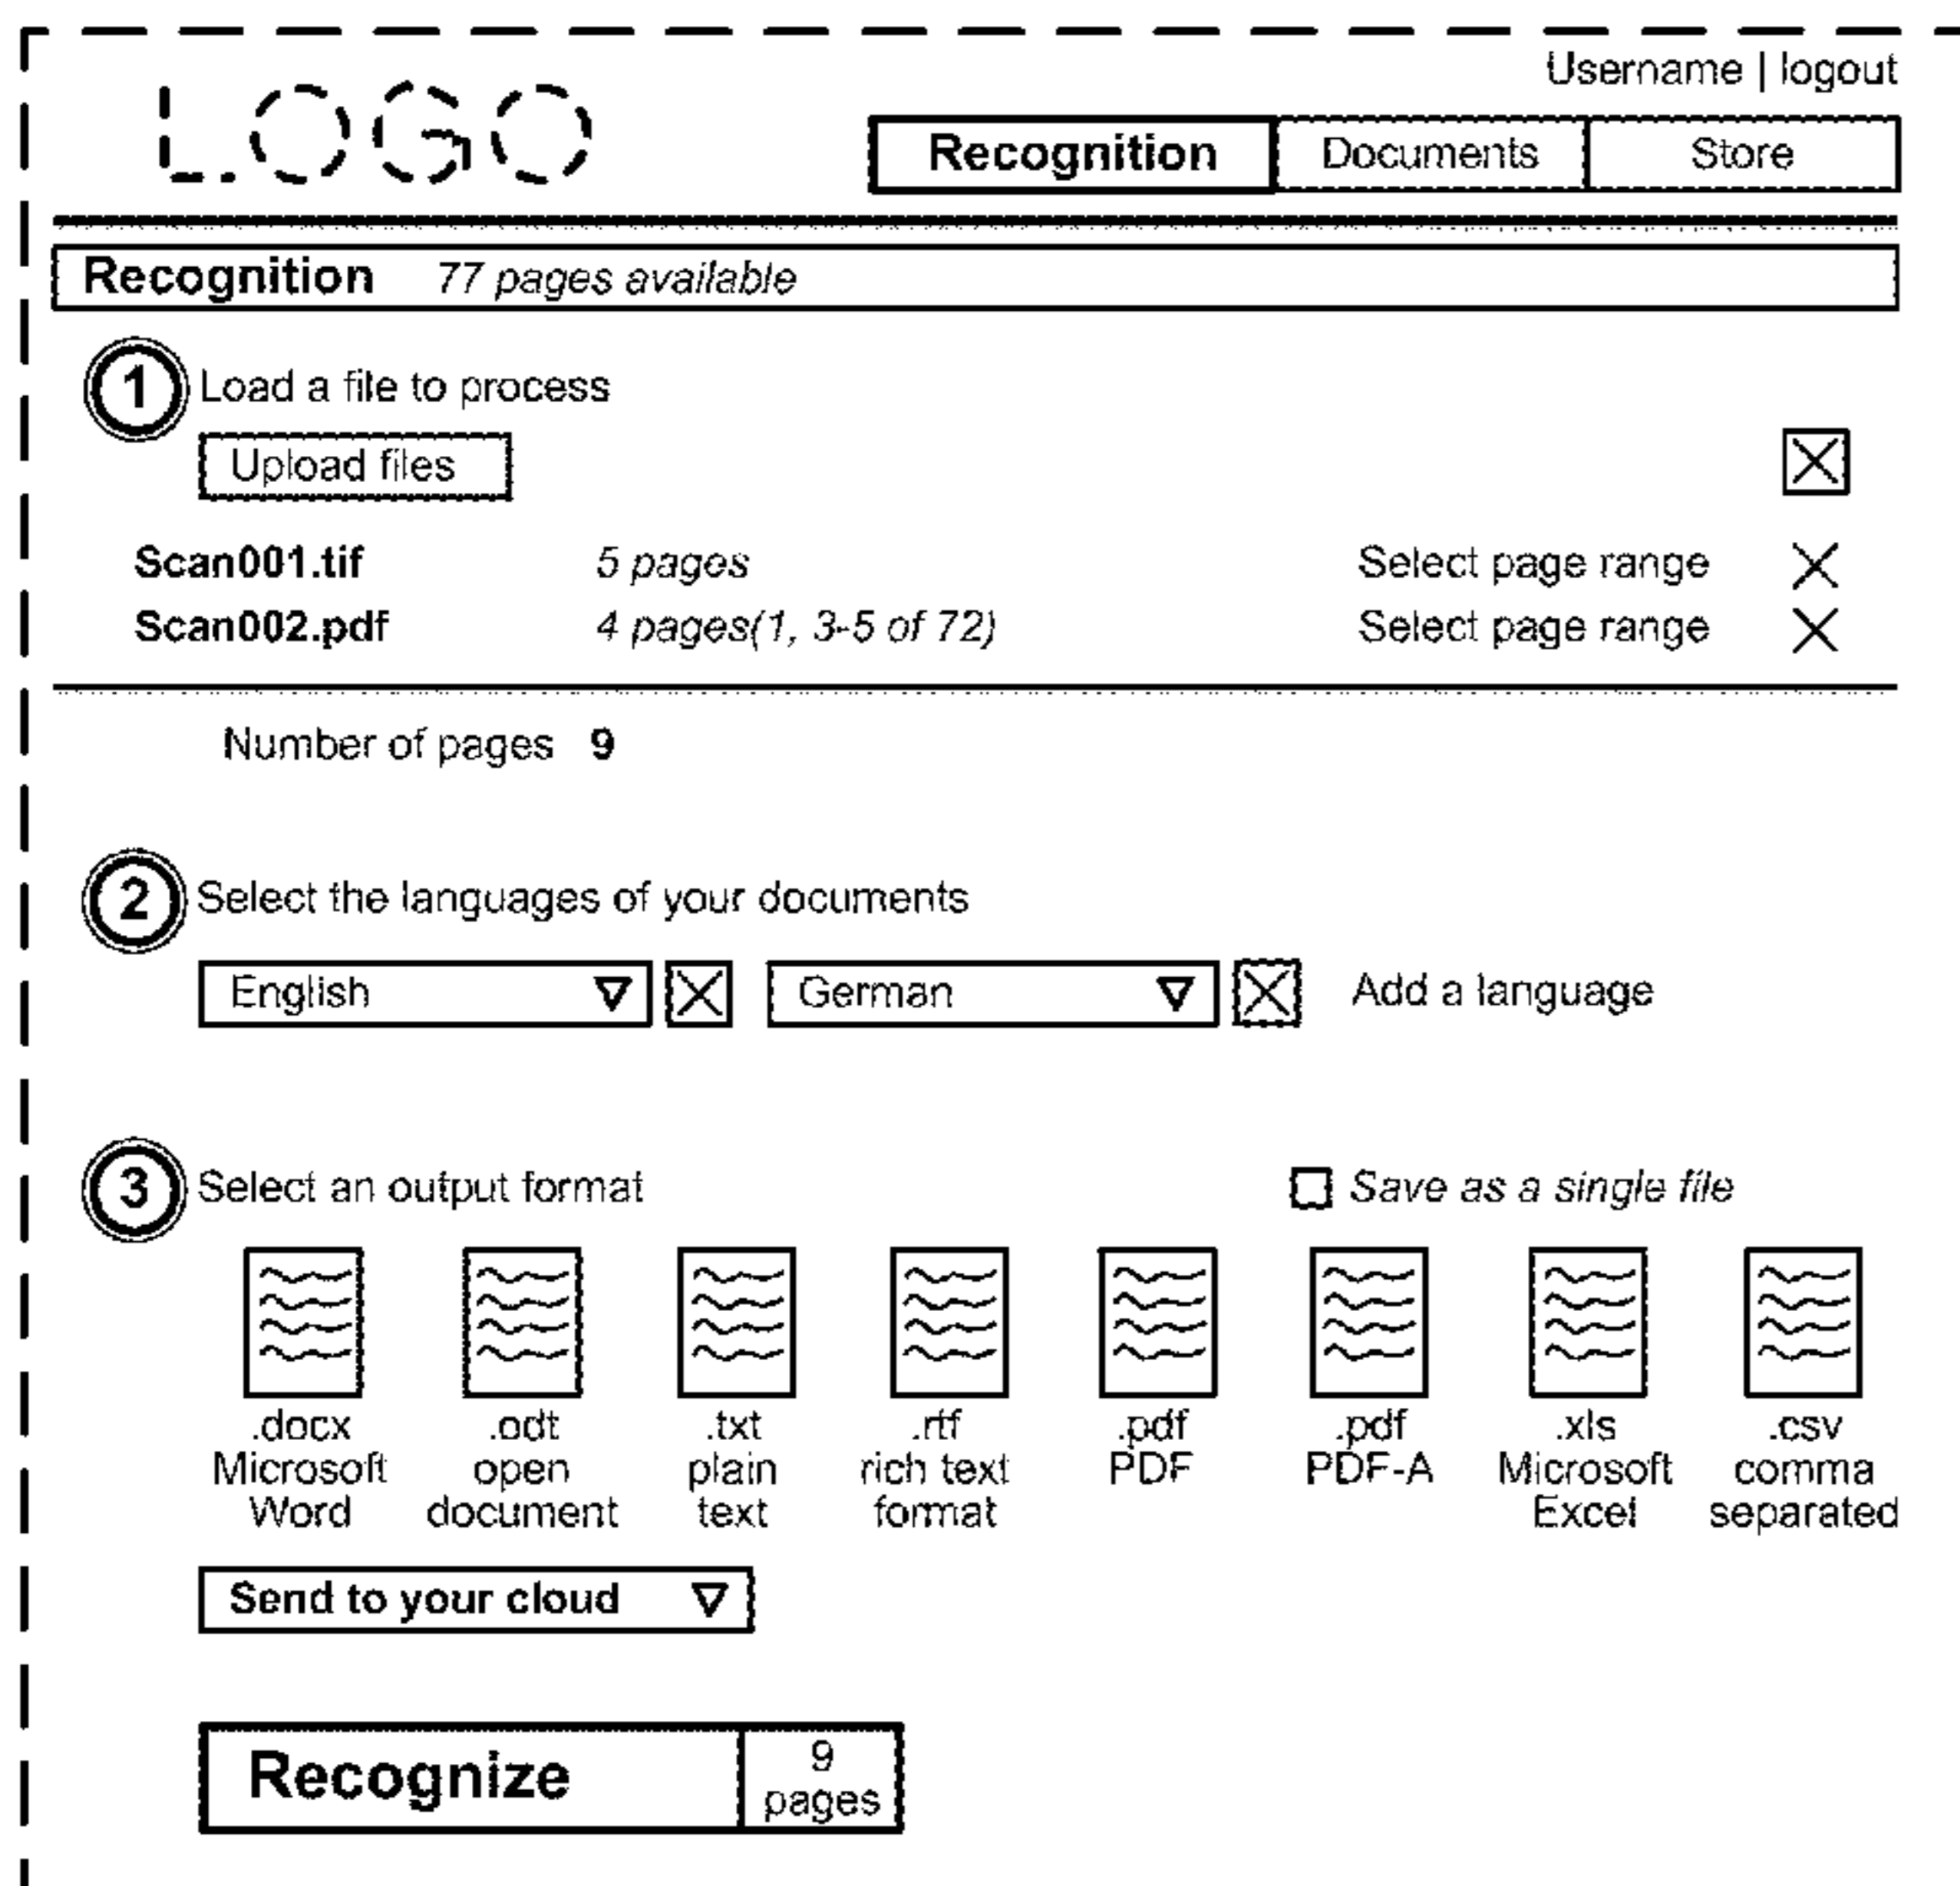 Username | logout
LOGO
Recognition Documents Store
Recognition 77 pages available
1 Load a file to process
Upload files
Scan001.tif 5 pages Select page range
Scan002.pdf 4 pages(1, 3-5 of 72) Select page range
Number of pages 9
2 Select the languages of your documents
English German Add a language
3 Select an output format Save as a single file
.docx .odt .txt .rtf .pdf .pdf .xls .csv
Microsoft open plain rich text PDF PDF-A Microsoft comma
Word document text format Excel separated
Send to your cloud
Recognize 9 pages